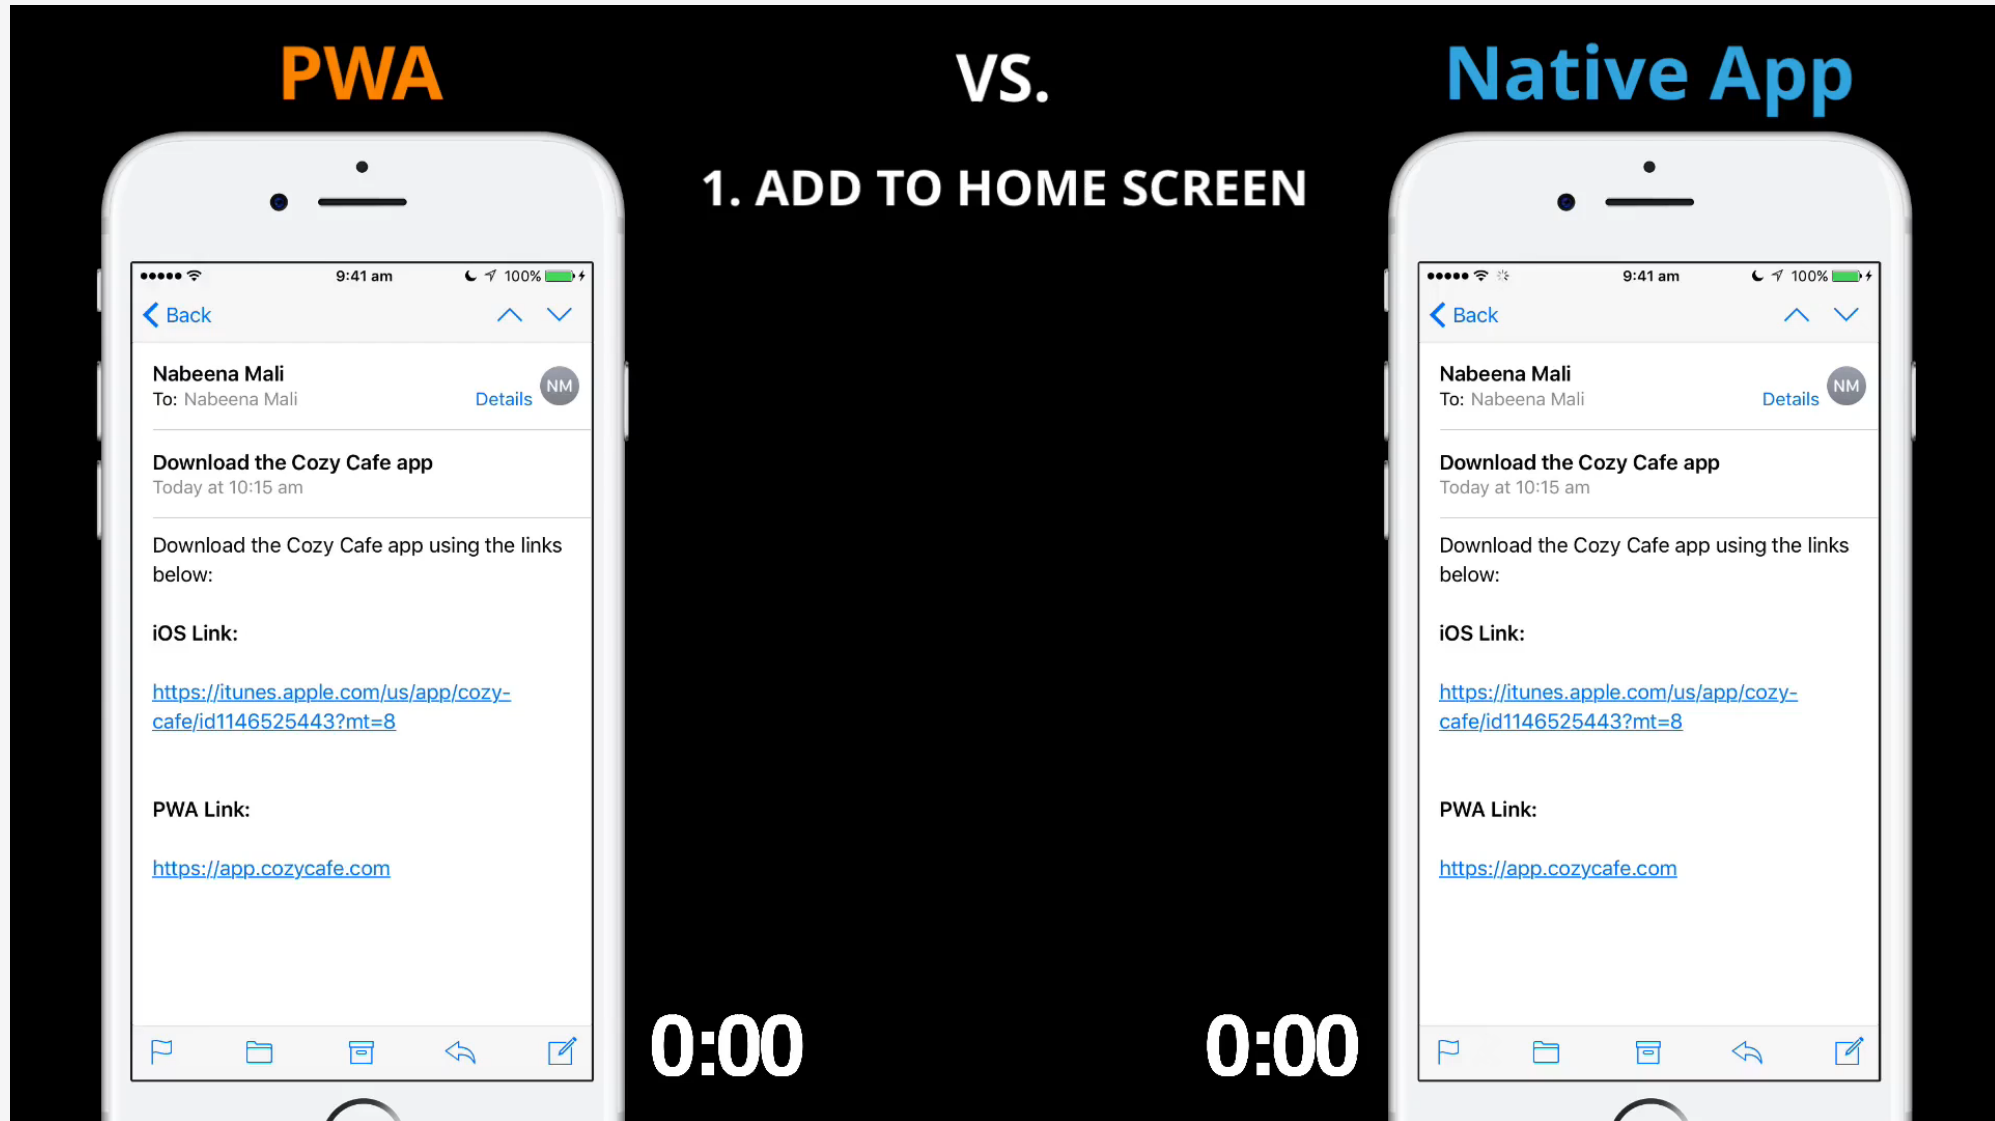 PWA
VS.
Native App
1. ADD TO HOME SCREEN
9:41 am
100%
Back
Nabeena Mali
To: Nabeena Mali
Details
NM
Download the Cozy Cafe app
Today at 10:15 am
Download the Cozy Cafe app using the links
below:
iOS Link:
https://itunes.apple.com/us/app/cozy-
cafe/id1146525443?mt=8
PWA Link:
https://app.cozycafe.com
0:00
9:41 am
100%
Back
Nabeena Mali
To: Nabeena Mali
Details
NM
Download the Cozy Cafe app
Today at 10:15 am
Download the Cozy Cafe app using the links
below:
iOS Link:
https://itunes.apple.com/us/app/cozy-
cafe/id1146525443?mt=8
PWA Link:
https://app.cozycafe.com
0:00